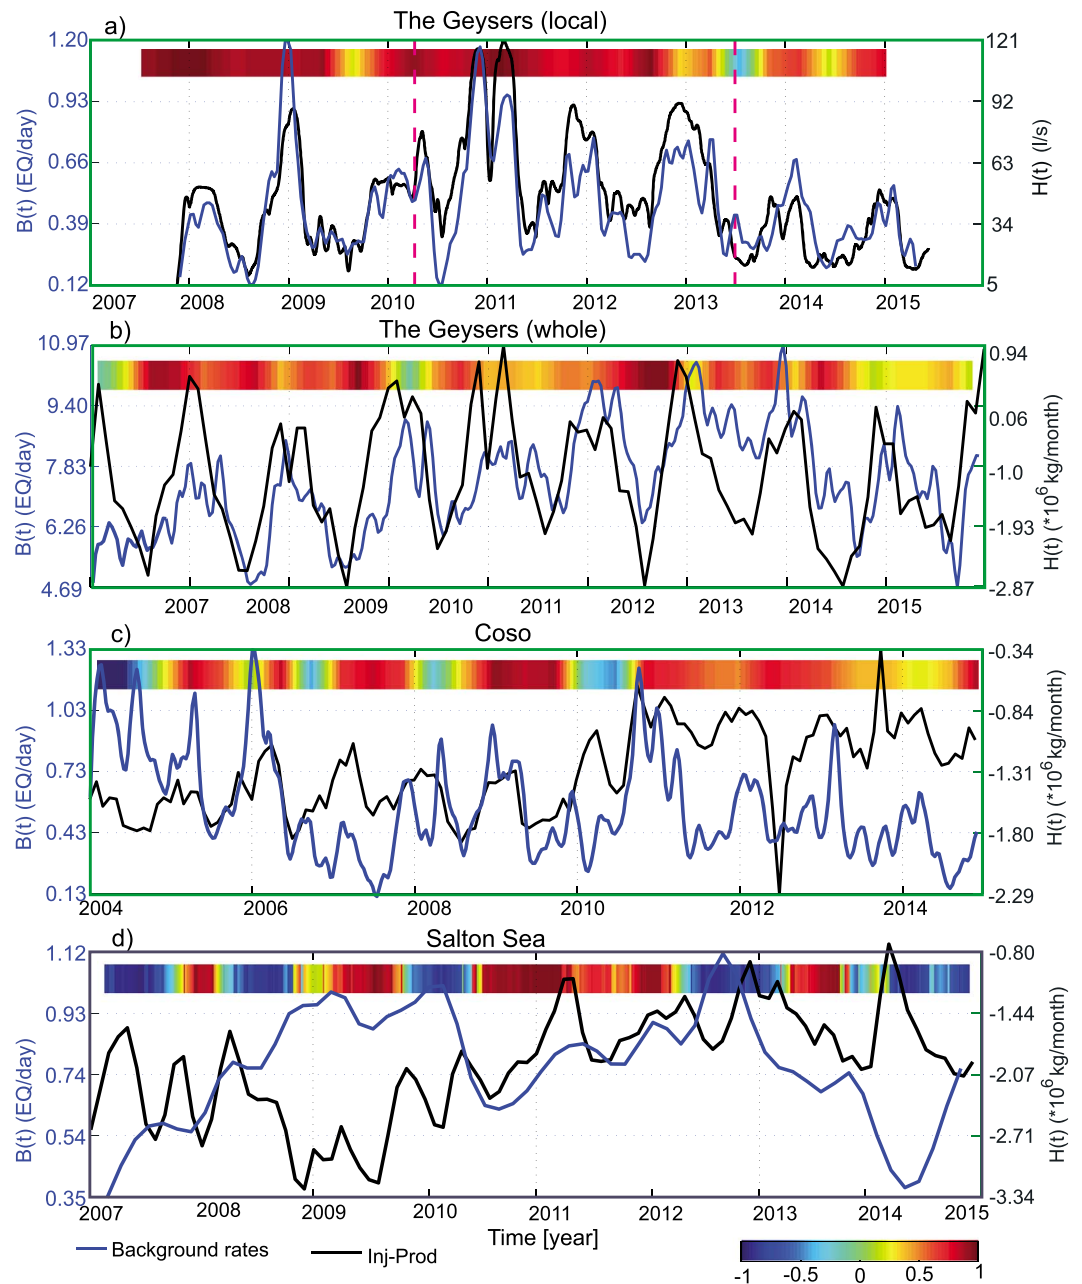 a) The Geysers (local)
1.20 121
0.93 92
0.66 63
0.39 34
0.12 5
B(t) (EQ/day)
H(t) (l/s)
2007 2008 2009 2010 2011 2012 2013 2014 2015
b) The Geysers (whole)
10.97 0.94
9.40 0.06
7.83 -1.0
6.26 -1.93
4.69 -2.87
B(t) (EQ/day)
H(t) (*10⁶ kg/month)
2007 2008 2009 2010 2011 2012 2013 2014 2015
c) Coso
1.33 -0.34
1.03 -0.84
0.73 -1.31
0.43 -1.80
0.13 -2.29
B(t) (EQ/day)
H(t) (*10⁶ kg/month)
2004 2006 2008 2010 2012 2014
d) Salton Sea
1.12 -0.80
0.93 -1.44
0.74 -2.07
0.54 -2.71
0.35 -3.34
B(t) (EQ/day)
H(t) (*10⁶ kg/month)
2007 2008 2009 2010 2011 2012 2013 2014 2015
Time [year]
Background rates Inj-Prod
-1 -0.5 0 0.5 1